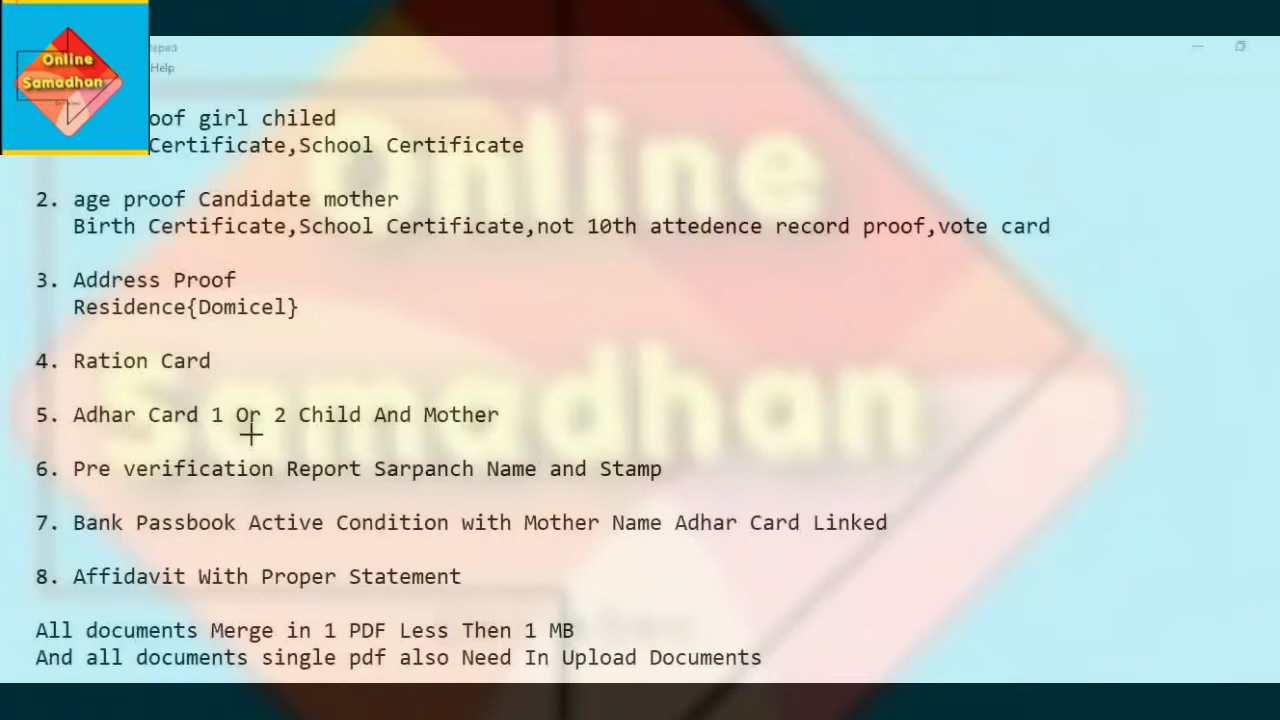 Online
Samadhan
tepad
Help
oof girl chiled
Certificate,School Certificate
2. age proof Candidate mother
Birth Certificate,School Certificate,not 10th attedence record proof,vote card
3. Address Proof
Residence{Domicel}
4. Ration Card
5. Adhar Card 1 Or 2 Child And Mother
6. Pre verification Report Sarpanch Name and Stamp
7. Bank Passbook Active Condition with Mother Name Adhar Card Linked
8. Affidavit With Proper Statement
All documents Merge in 1 PDF Less Then 1 MB
And all documents single pdf also Need In Upload Documents
Online
Samadhan